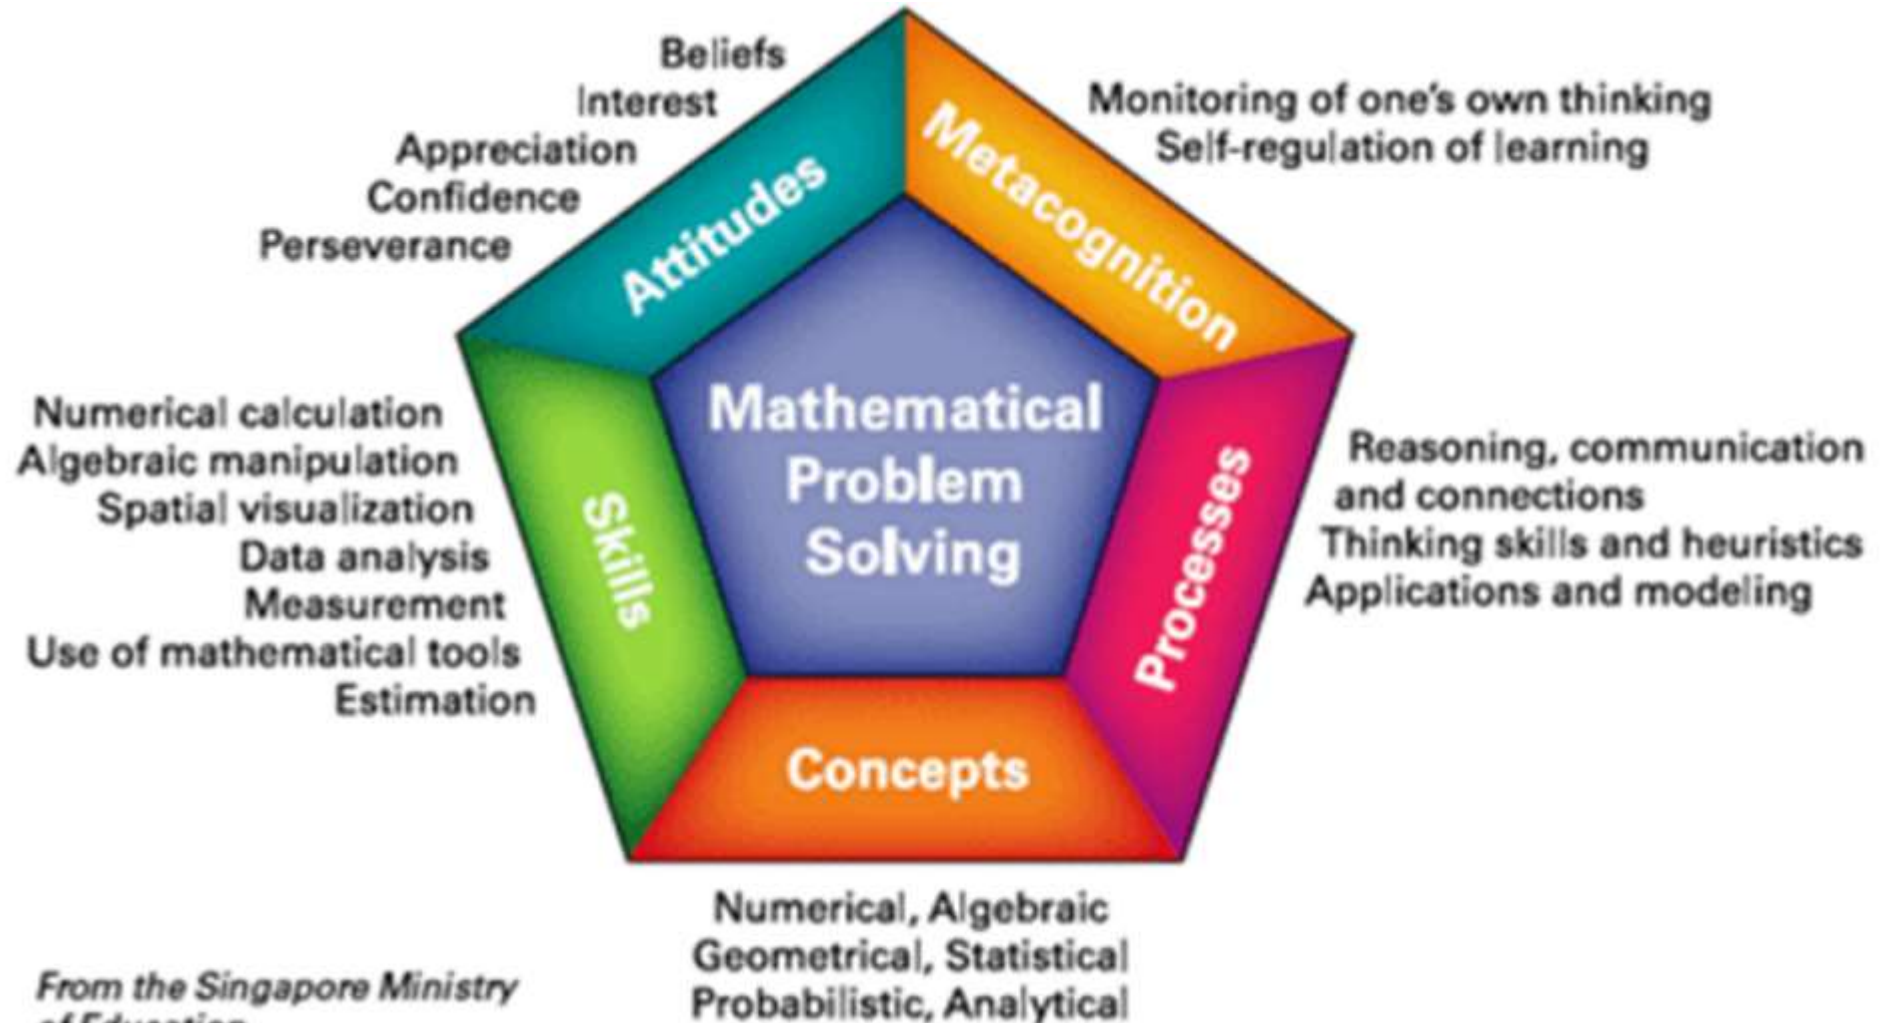 Beliefs
Interest
Appreciation
Confidence
Perseverance
Attitudes
Metacognition
Monitoring of one's own thinking
Self-regulation of learning
Numerical calculation
Algebraic manipulation
Spatial visualization
Data analysis
Measurement
Use of mathematical tools
Estimation
Skills
Mathematical
Problem
Solving
Processes
Reasoning, communication
and connections
Thinking skills and heuristics
Applications and modeling
Concepts
Numerical, Algebraic
Geometrical, Statistical
Probabilistic, Analytical
From the Singapore Ministry
of Education